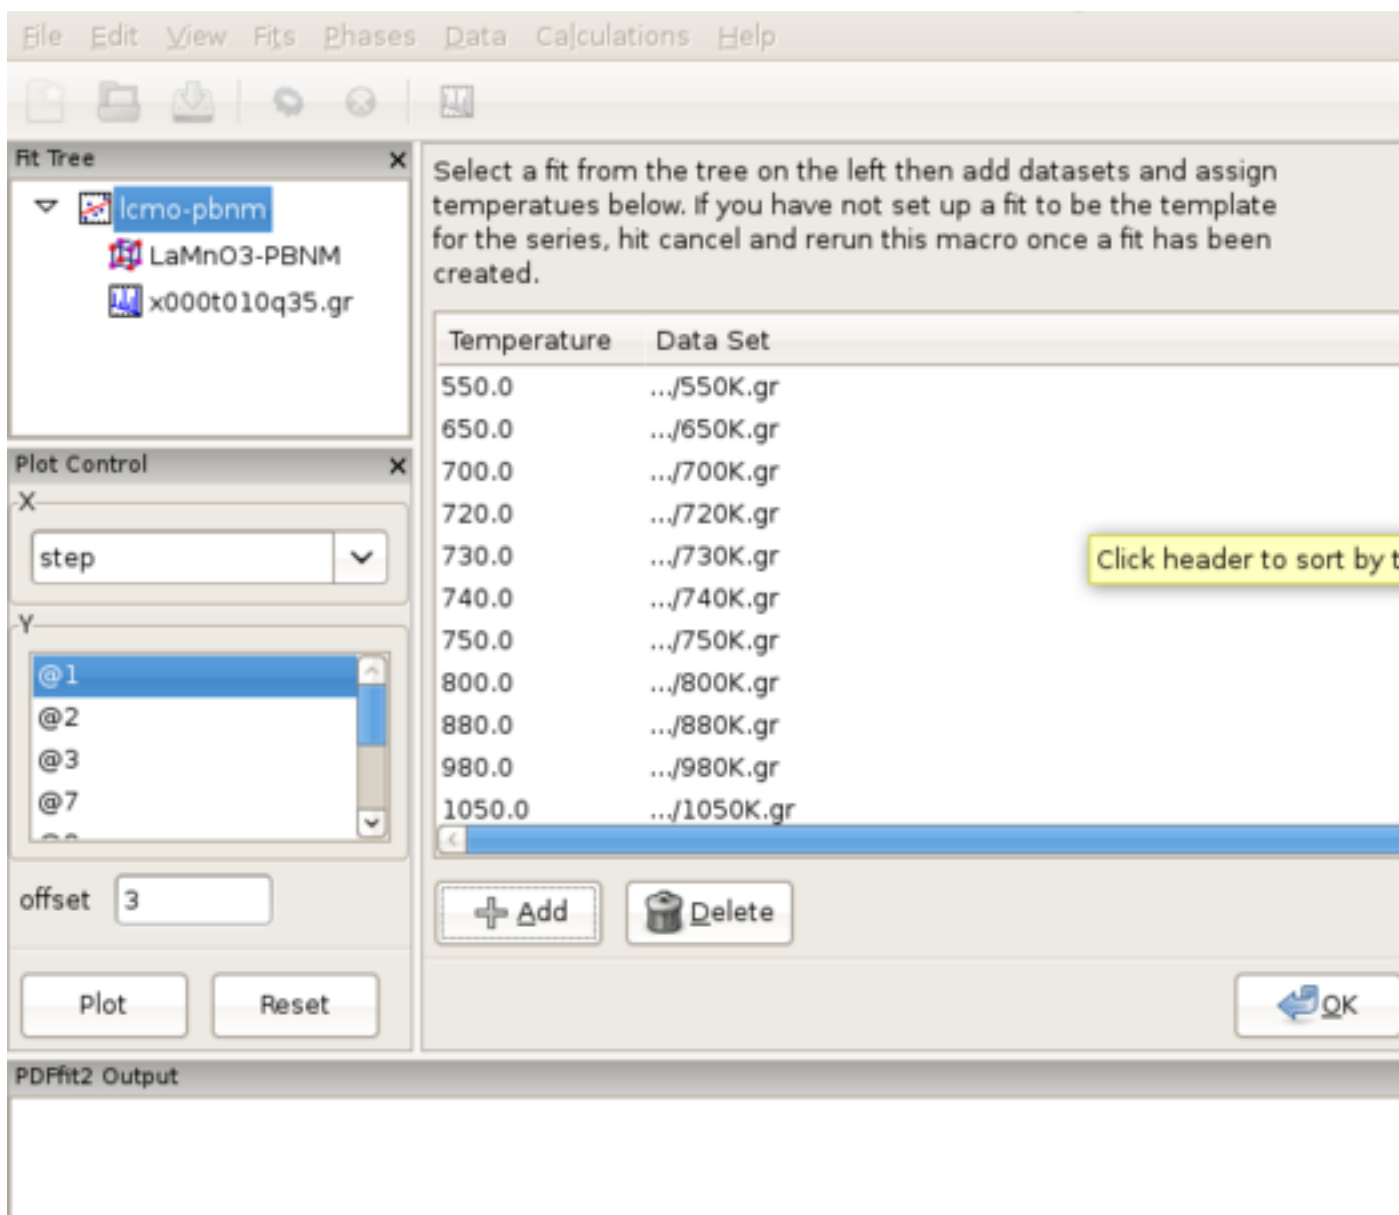 File Edit View Fits Phases Data Calculations Help
Fit Tree
lcmo-pbnm
LaMnO3-PBNM
x000t010q35.gr
Plot Control
X
step
Y
@1
@2
@3
@7
offset 3
Plot Reset
Select a fit from the tree on the left then add datasets and assign
temperatues below. If you have not set up a fit to be the template
for the series, hit cancel and rerun this macro once a fit has been
created.
Temperature Data Set
550.0 .../550K.gr
650.0 .../650K.gr
700.0 .../700K.gr
720.0 .../720K.gr
730.0 .../730K.gr
740.0 .../740K.gr
750.0 .../750K.gr
800.0 .../800K.gr
880.0 .../880K.gr
980.0 .../980K.gr
1050.0 .../1050K.gr
Click header to sort by t
Add Delete
OK
PDFfit2 Output